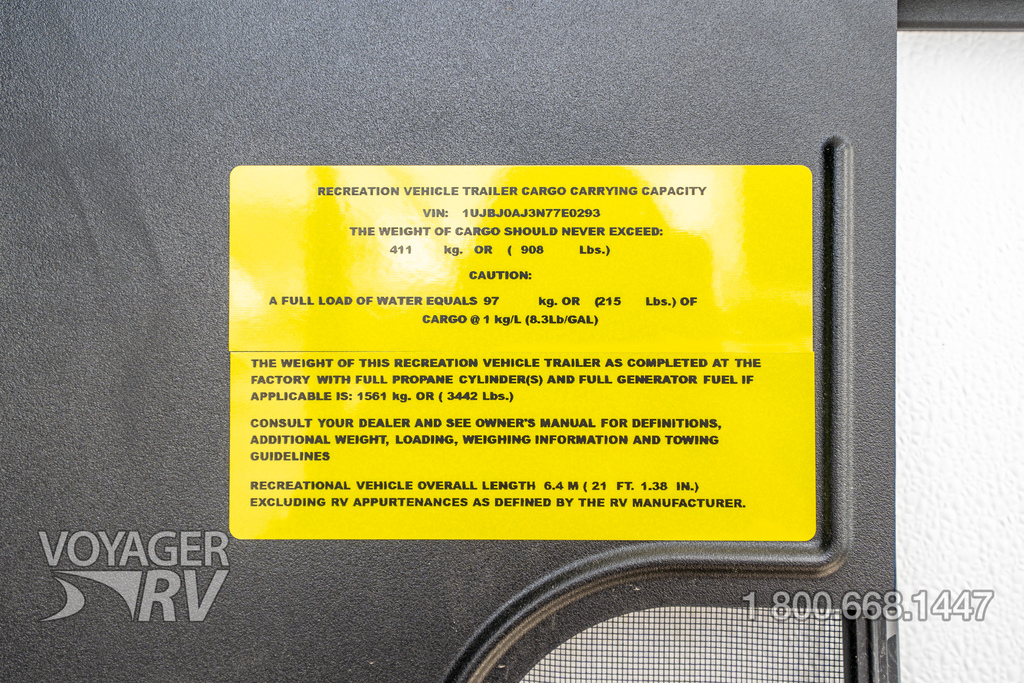 RECREATION VEHICLE TRAILER CARGO CARRYING CAPACITY
VIN: 1UJBJ0AJ3N77E0293
THE WEIGHT OF CARGO SHOULD NEVER EXCEED:
411 kg. OR ( 908 Lbs.)
CAUTION:
A FULL LOAD OF WATER EQUALS 97 kg. OR (215 Lbs.) OF
CARGO @ 1 kg/L (8.3Lb/GAL)
THE WEIGHT OF THIS RECREATION VEHICLE TRAILER AS COMPLETED AT THE
FACTORY WITH FULL PROPANE CYLINDER(S) AND FULL GENERATOR FUEL IF
APPLICABLE IS: 1561 kg. OR ( 3442 Lbs.)
CONSULT YOUR DEALER AND SEE OWNER'S MANUAL FOR DEFINITIONS,
ADDITIONAL WEIGHT, LOADING, WEIGHING INFORMATION AND TOWING
GUIDELINES
RECREATIONAL VEHICLE OVERALL LENGTH 6.4 M ( 21 FT. 1.38 IN.)
EXCLUDING RV APPURTENANCES AS DEFINED BY THE RV MANUFACTURER.
VOYAGER
RV
1 800.668.1447